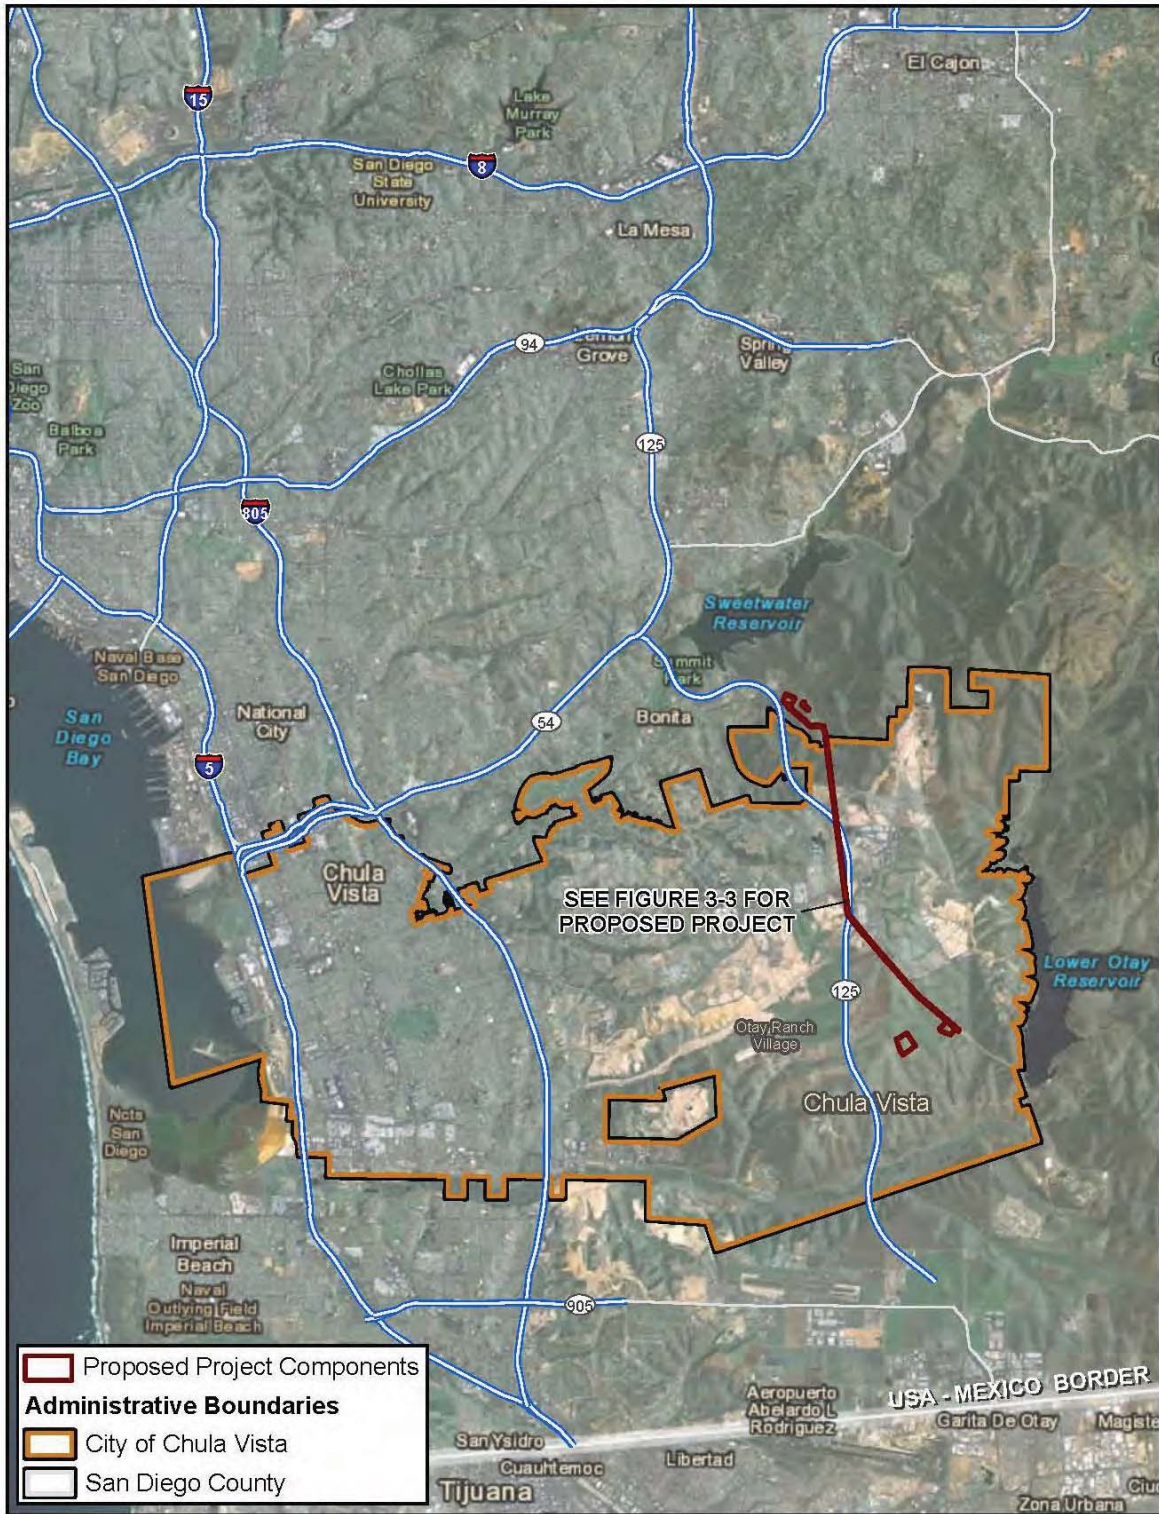 El Cajon
15
Lake
Murray
Park
San Diego
State
University
8
La Mesa
94
Lemon
Grove
Spring
Valley
San
Diego
Zoo
Chollas
Lake Park
Balboa
Park
125
805
Sweetwater
Reservoir
Summit
Park
Naval Base
San Diego
San
Diego
Bay
National
City
Bonita
54
5
Chula
Vista
SEE FIGURE 3-3 FOR
PROPOSED PROJECT
Lower Otay
Reservoir
125
Otay Ranch
Village
Chula Vista
Ncts
San
Diego
Imperial
Beach
Naval
Outlying Field
Imperial Beach
905
Proposed Project Components
Administrative Boundaries
City of Chula Vista
San Diego County
USA - MEXICO BORDER
Aeropuerto
Abelardo L
Rodriguez
Garita De Otay
Magiste
San Ysidro
Cuauhtemoc
Libertad
Tijuana
Ciud
Zona Urbana